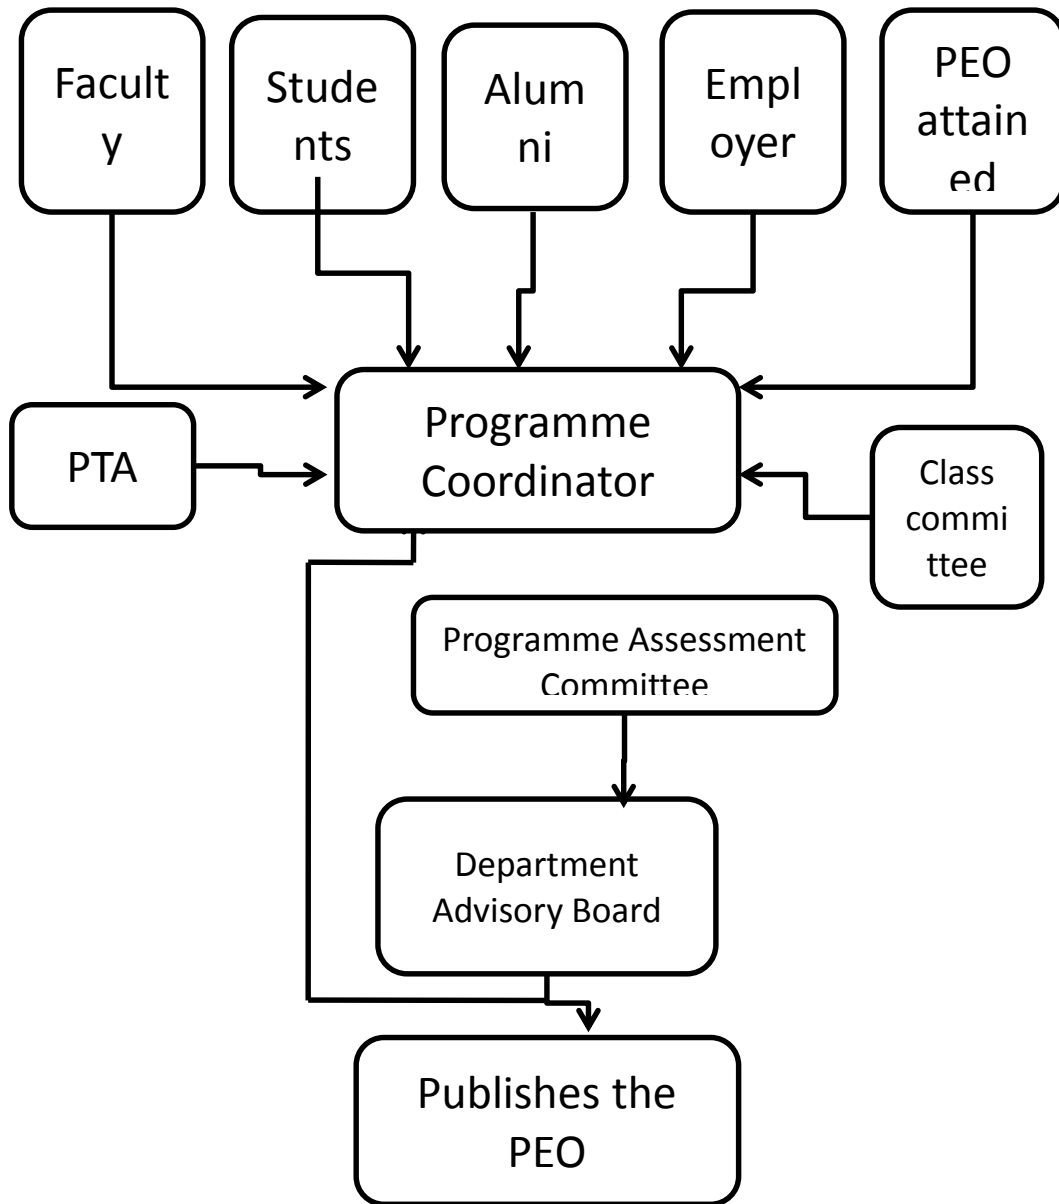 Facult
y
Stude
nts
Alum
ni
Empl
oyer
PEO
attain
ed
Programme
Coordinator
PTA
Class
commi
ttee
Programme Assessment
Committee
Department
Advisory Board
Publishes the
PEO